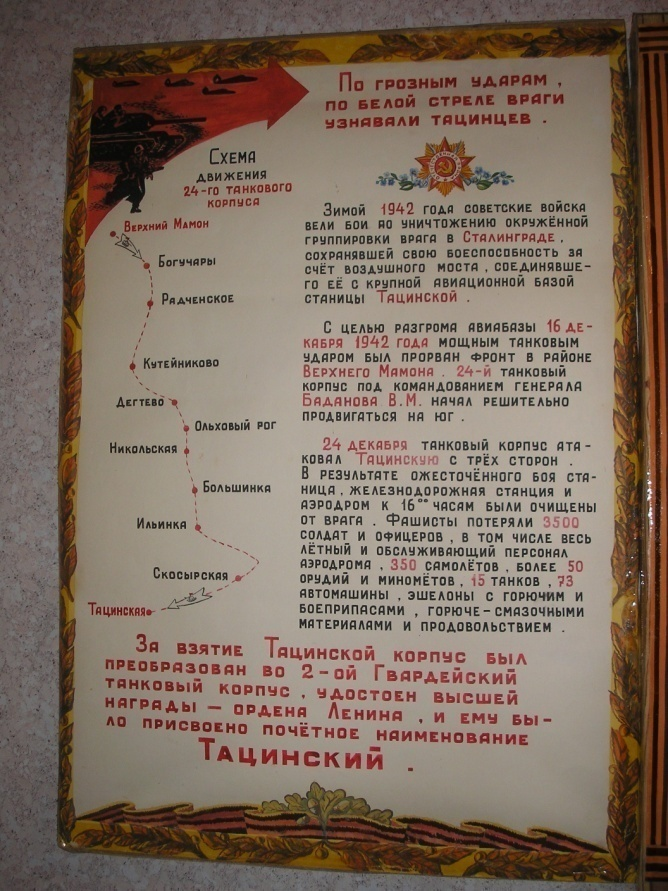 По грозным ударам,
по белой стреле враги
узнавали тацинцев.
Схема
движения
24-го танкового
корпуса
Верхний Мамон
Богучары
Радченское
Кутейниково
Дегтево
Ольховый рог
Никольская
Большинка
Ильинка
Скосырская
Тацинская
Зимой 1942 года советские войска
вели бои по уничтожению окружённой
группировки врага в Сталинграде,
сохранявшей свою боеспособность за
счёт воздушного моста, соединявше-
го её с крупной авиационной базой
станицы Тацинской.
С целью разгрома авиабазы 16 де-
кабря 1942 года мощным танковым
ударом был прорван фронт в районе
Верхнего Мамона. 24-й танковый
корпус под командованием генерала
Баданова В.М. начал решительно
продвигаться на юг.
24 декабря танковый корпус ата-
ковал Тацинскую с трёх сторон.
В результате ожесточённого боя ста-
ница, железнодорожная станция и
аэродром к 16⁰⁰ часам были очищены
от врага. Фашисты потеряли 3500
солдат и офицеров, в том числе весь
лётный и обслуживающий персонал
аэродрома, 350 самолётов, более 50
орудий и миномётов, 15 танков, 73
автомашины, эшелоны с горючим и
боеприпасами, горюче-смазочными
материалами и продовольствием.
За взятие Тацинской корпус был
преобразован во 2-ой Гвардейский
танковый корпус, удостоен высшей
награды — ордена Ленина, и ему бы-
ло присвоено почётное наименование
Тацинский.